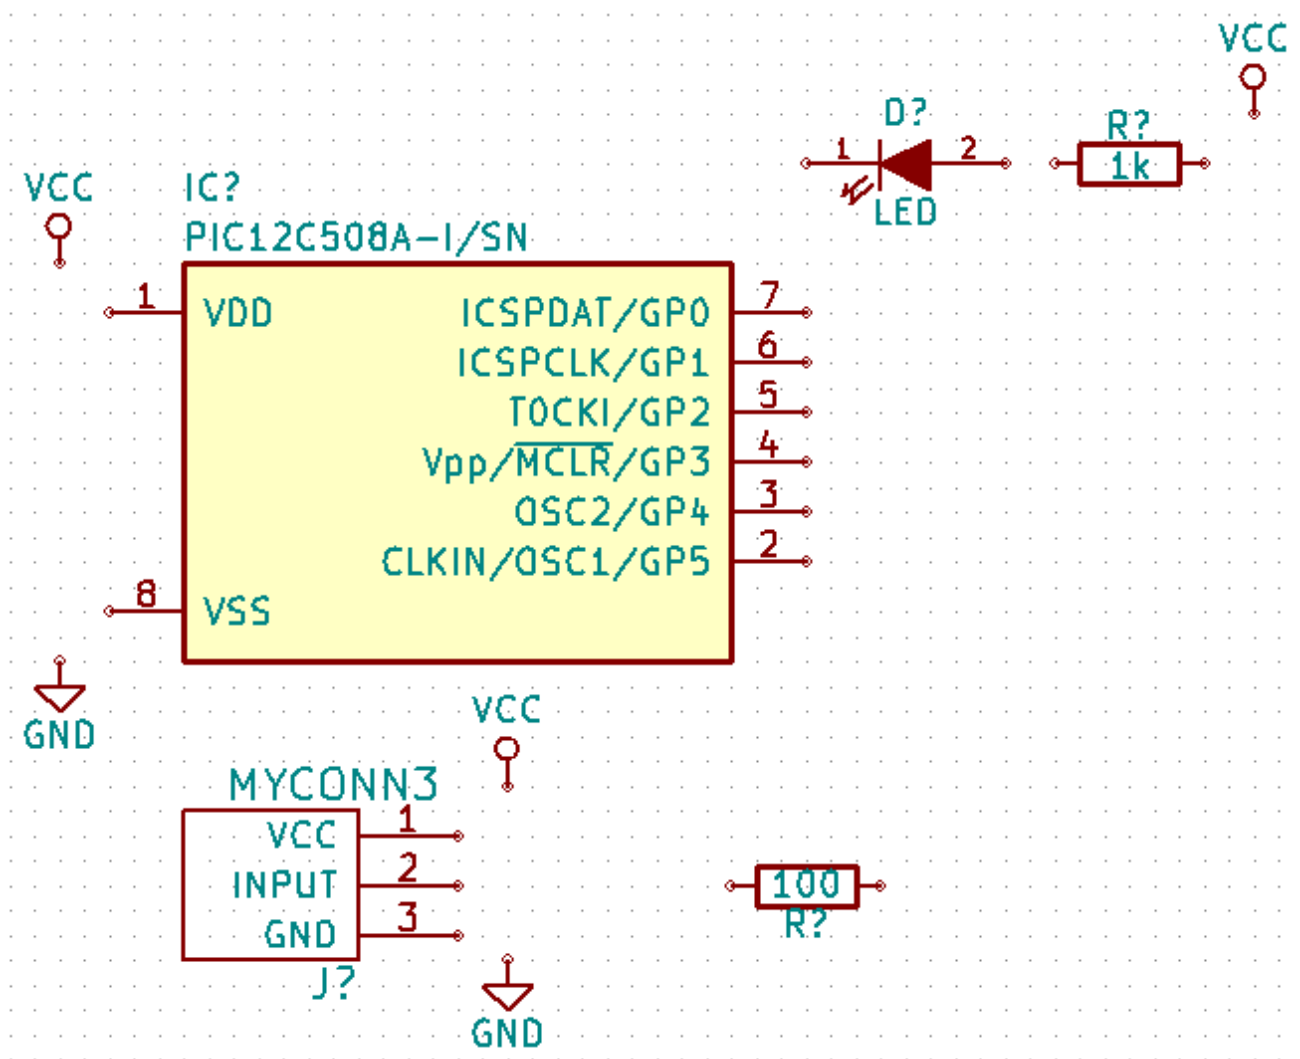 VCC
D?
R?
1 2
1k
LED
VCC
IC?
PIC12C508A-I/SN
1 VDD ICSPDAT/GP0 7
ICSPCLK/GP1 6
T0CKI/GP2 5
Vpp/MCLR/GP3 4
OSC2/GP4 3
CLKIN/OSC1/GP5 2
8 VSS
GND
VCC
MYCONN3
VCC 1
INPUT 2
GND 3
J?
100
R?
GND